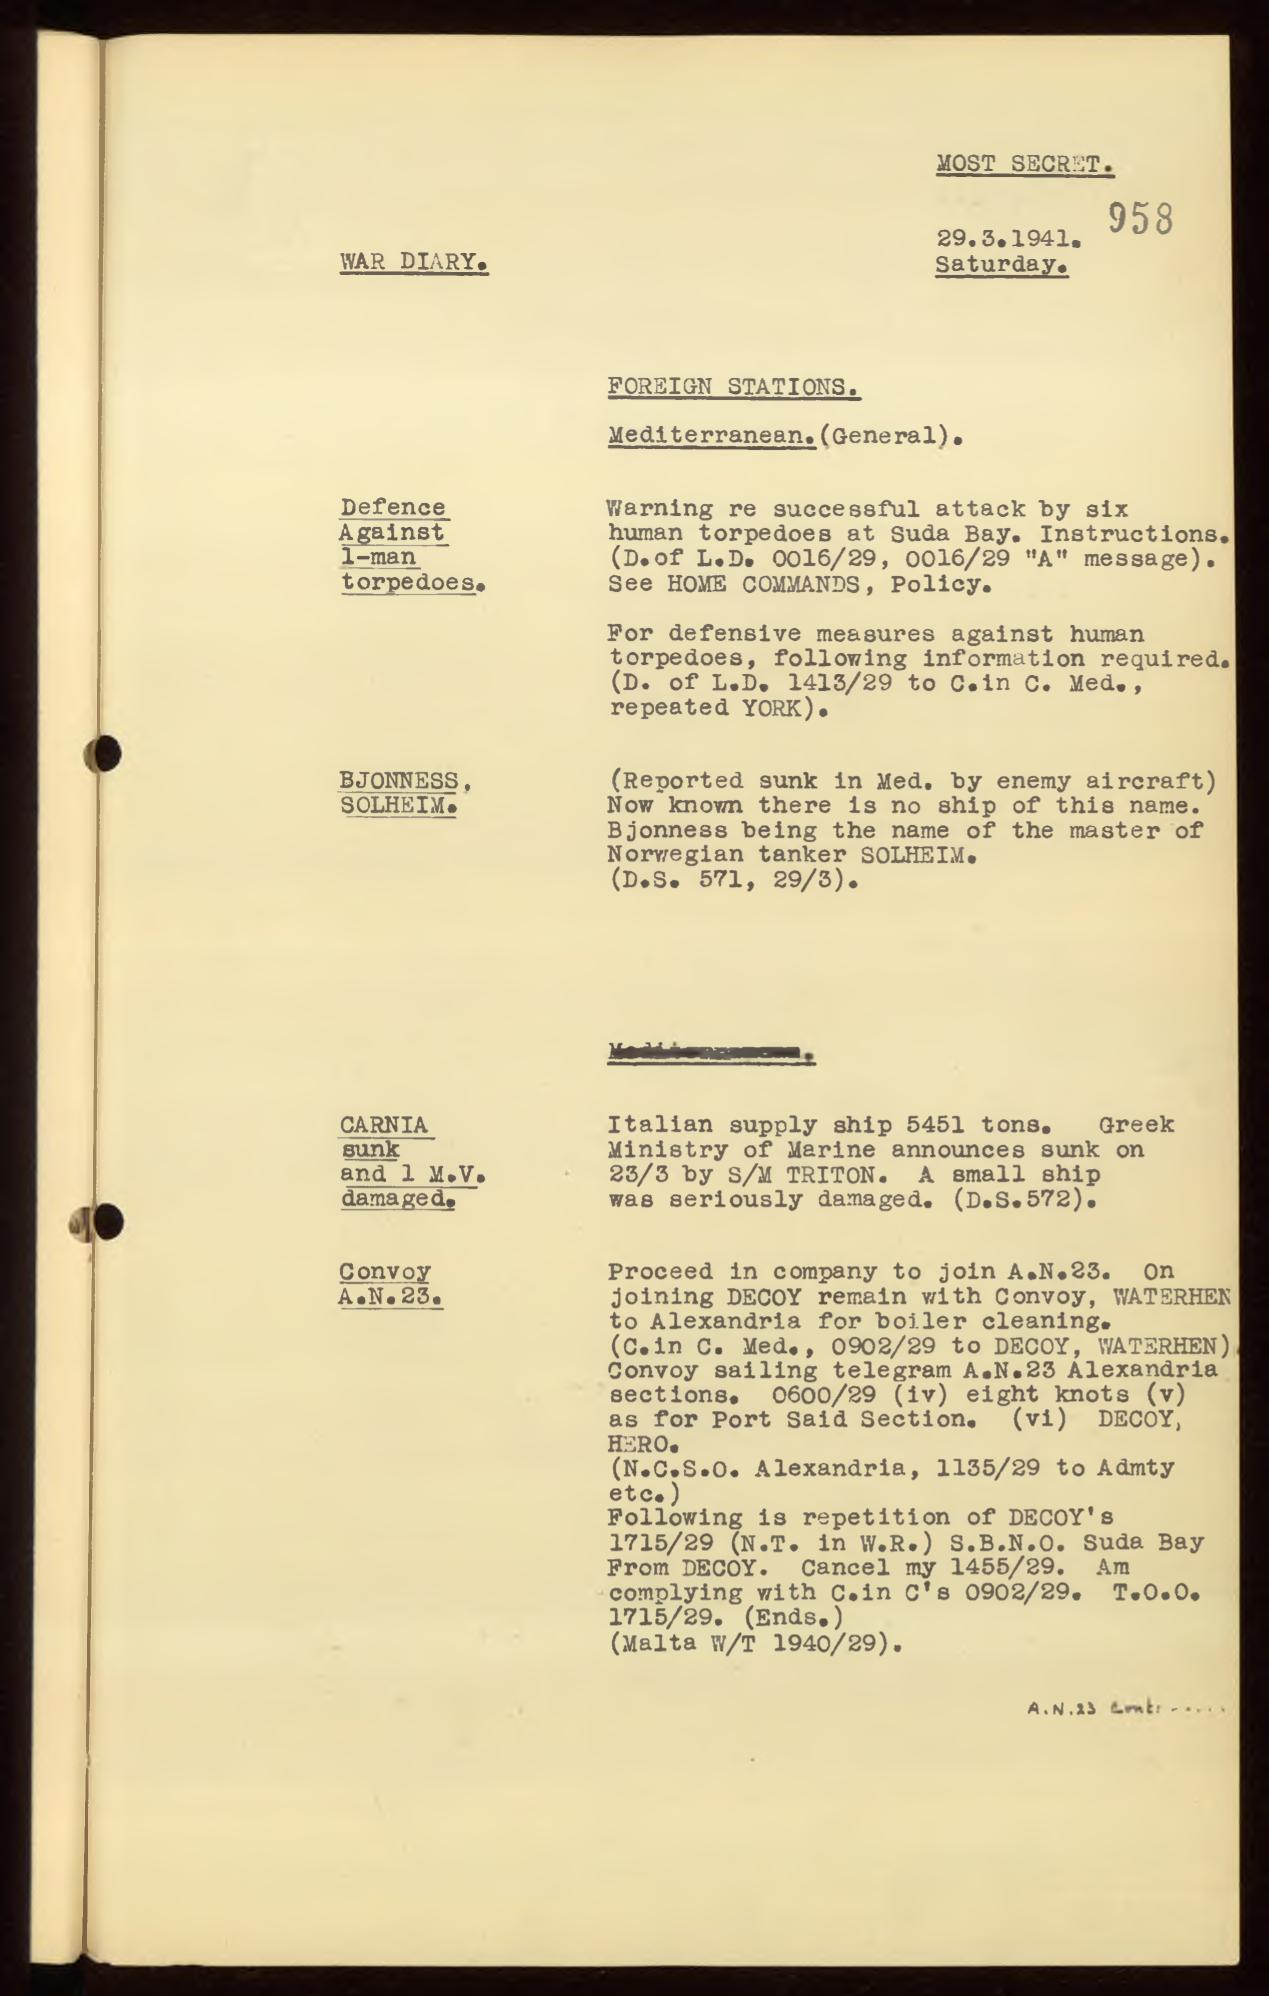 MOST SECRET.
958
29.3.1941.
Saturday.
WAR DIARY.
FOREIGN STATIONS.
Mediterranean.(General).
Defence
Against
1-man
torpedoes.
Warning re successful attack by six
human torpedoes at Suda Bay. Instructions.
(D.of L.D. 0016/29, 0016/29 "A" message).
See HOME COMMANDS, Policy.
For defensive measures against human
torpedoes, following information required.
(D. of L.D. 1413/29 to C.in C. Med.,
repeated YORK).
BJONNESS,
SOLHEIM.
(Reported sunk in Med. by enemy aircraft)
Now known there is no ship of this name.
Bjonness being the name of the master of
Norwegian tanker SOLHEIM.
(D.S. 571, 29/3).
CARNIA
sunk
and 1 M.V.
damaged.
Italian supply ship 5451 tons. Greek
Ministry of Marine announces sunk on
23/3 by S/M TRITON. A small ship
was seriously damaged. (D.S.572).
Convoy
A.N.23.
Proceed in company to join A.N.23. On
joining DECOY remain with Convoy, WATERHEN
to Alexandria for boiler cleaning.
(C.in C. Med., 0902/29 to DECOY, WATERHEN)
Convoy sailing telegram A.N.23 Alexandria
sections. 0600/29 (iv) eight knots (v)
as for Port Said Section. (vi) DECOY,
HERO.
(N.C.S.O. Alexandria, 1135/29 to Admty
etc.)
Following is repetition of DECOY's
1715/29 (N.T. in W.R.) S.B.N.O. Suda Bay
From DECOY. Cancel my 1455/29. Am
complying with C.in C's 0902/29. T.O.O.
1715/29. (Ends.)
(Malta W/T 1940/29).
A.N.23 Cont: .....